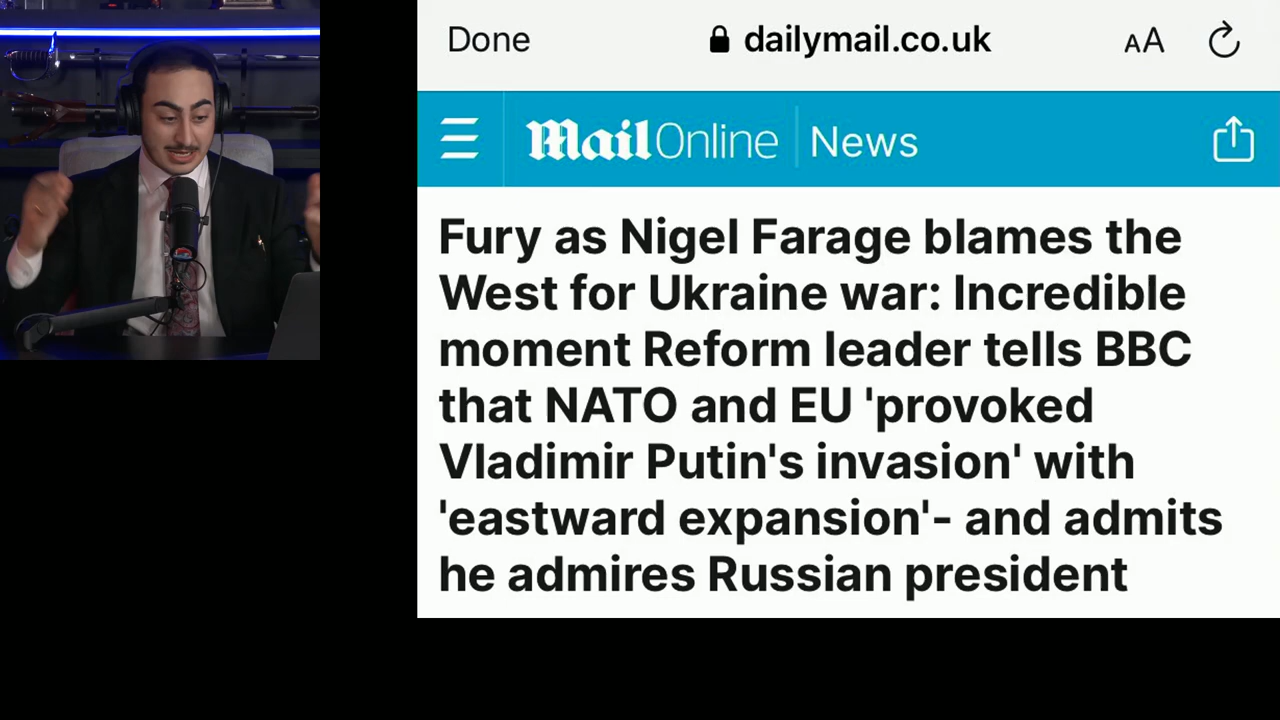 Done
dailymail.co.uk
AA
Mail Online News
Fury as Nigel Farage blames the
West for Ukraine war: Incredible
moment Reform leader tells BBC
that NATO and EU 'provoked
Vladimir Putin's invasion' with
'eastward expansion'- and admits
he admires Russian president